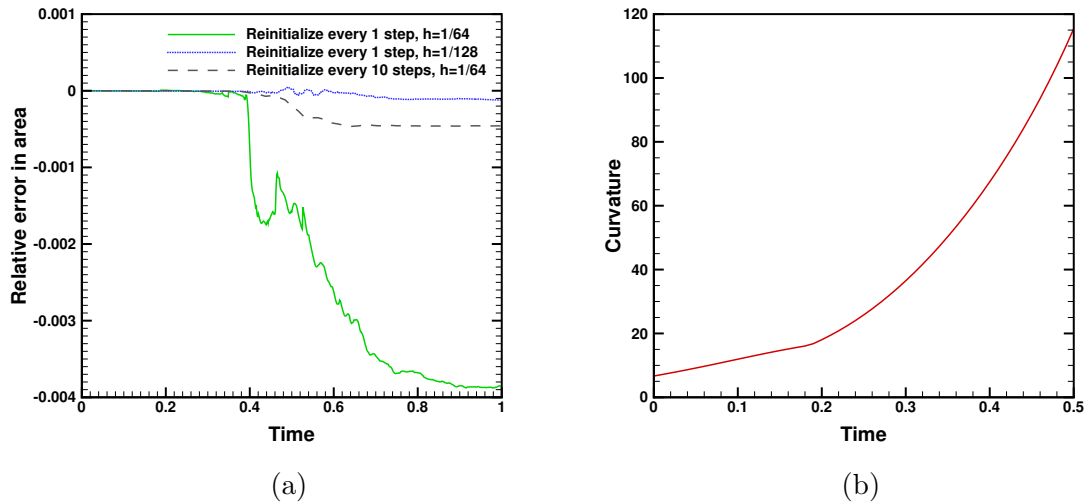 0.001
0
-0.001
-0.002
-0.003
-0.004
Relative error in area
Reinitialize every 1 step, h=1/64
Reinitialize every 1 step, h=1/128
Reinitialize every 10 steps, h=1/64
0 0.2 0.4 0.6 0.8 1
Time
(a)
120
100
80
60
40
20
0
Curvature
0 0.1 0.2 0.3 0.4 0.5
Time
(b)